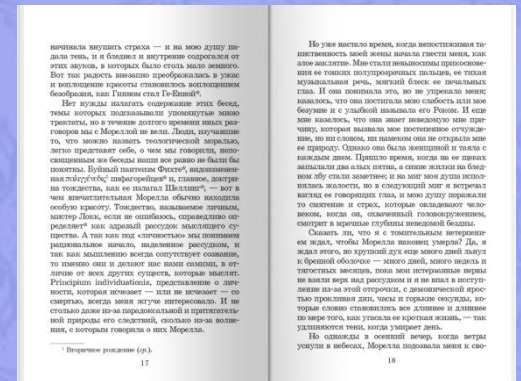 начинала внушать страха — и на мою душу па-
дала тень, и я бледнел и внутренне содрогался от
этих звуков, в которых было столь мало земного.
Вот так радость внезапно преображалась в ужас
и воплощение красоты становилось воплощением
безобразия, как Гинном стал Ге-Енной*.
Нет нужды излагать содержание этих бесед,
темы которых подсказывали упомянутые мною
трактаты, но в течение долгого времени иных раз-
говоров мы с Мореллой не вели. Люди, изучавшие
то, что можно назвать теологической моралью,
легко представят себе, о чем мы говорили, непо-
священным же беседы наши все равно не были бы
понятны. Буйный пантеизм Фихте*, видоизменен-
ная παλιγγένεσις¹ пифагорейцев* и, главное, доктри-
на тождества, как ее излагал Шеллинг*, — вот в
чем впечатлительная Морелла обычно находила
особую красоту. Тождество, называемое личным,
мистер Локк, если не ошибаюсь, справедливо оп-
ределяет* как здравый рассудок мыслящего су-
щества. А так как под «личностью» мы понимаем
рациональное начало, наделенное рассудком, и
так как мышлению всегда сопутствует сознание,
то именно они и делают нас нами самими, в от-
личие от всех других существ, которые мыслят.
Principium individuationis, представление о лич-
ности, которая исчезает — или не исчезает — со
смертью, всегда меня жгуче интересовало. И не
столько даже из-за парадоксальной и притягатель-
ной природы его следствий, сколько из-за волне-
ния, с которым говорила о них Морелла.
¹ Вторичное рождение (гр.).
17
Но уже настало время, когда непостижимая та-
инственность моей жены начала гнести меня, как
злое заклятие. Мне стали невыносимы прикоснове-
ния ее тонких полупрозрачных пальцев, ее тихая
музыкальная речь, мягкий блеск ее печальных
глаз. И она понимала это, но не упрекала меня;
казалось, что она постигала мою слабость или мое
безумие и с улыбкой называла его Роком. И еще
мне казалось, что она знает неведомую мне при-
чину, которая вызвала мое постепенное отчужде-
ние, но ни словом, ни намеком она не открыла мне
ее природу. Однако она была женщиной и таяла с
каждым днем. Пришло время, когда на ее щеках
запылали два алых пятна, а синие жилки на блед-
ном лбу стали заметнее; и на миг моя душа испол-
нялась жалости, но в следующий миг я встречал
взгляд ее говорящих глаз, и мою душу поражали
то смятение и страх, которые овладевают чело-
веком, когда он, охваченный головокружением,
смотрит в мрачные глубины неведомой бездны.
Сказать ли, что я с томительным нетерпени-
ем ждал, чтобы Морелла наконец умерла? Да, я
ждал этого, но хрупкий дух еще много дней льнул
к бренной оболочке — много дней, много недель и
тягостных месяцев, пока мои истерзанные нервы
не взяли верх над рассудком и я не впал в исступ-
ление из-за этой отсрочки, с демонической ярос-
тью проклиная дни, часы и горькие секунды, ко-
торые словно становились все длиннее и длиннее
по мере того, как угасала ее кроткая жизнь, — так
удлиняются тени, когда умирает день.
Но однажды в осенний вечер, когда ветры
уснули в небесах, Морелла подозвала меня к сво-
18